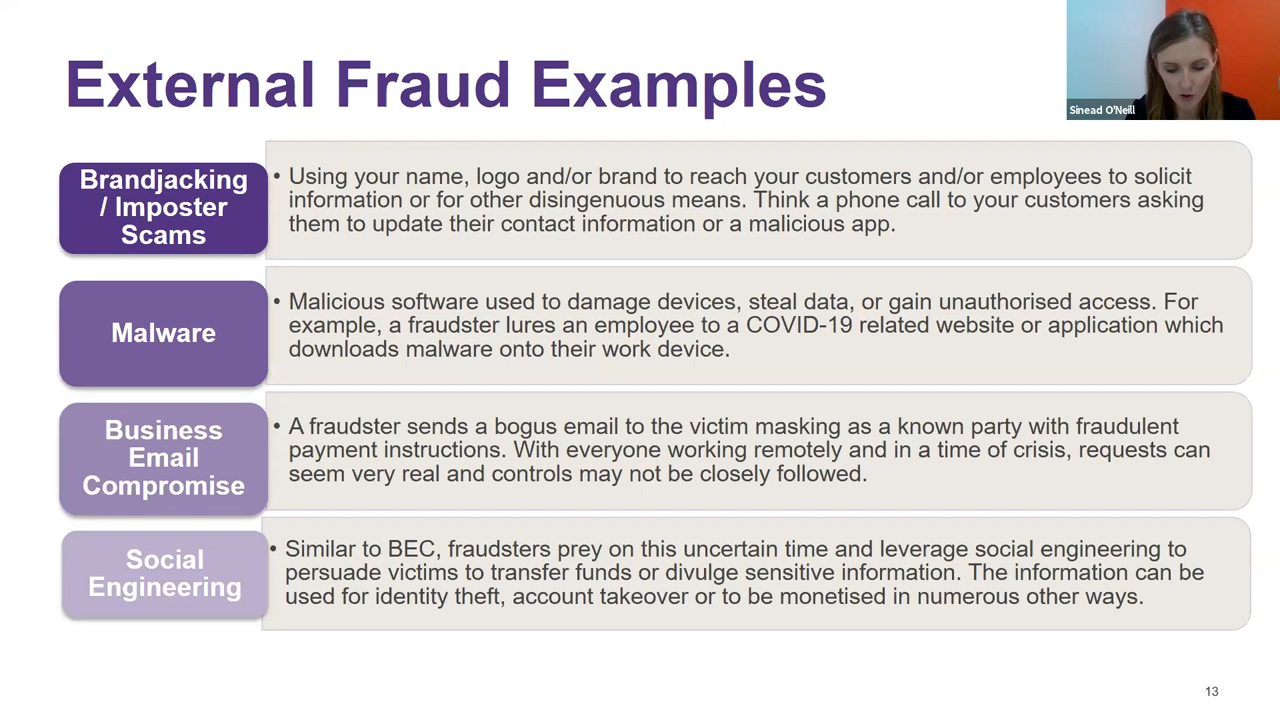 External Fraud Examples
Sinead O'Neill
Brandjacking
/ Imposter
Scams
• Using your name, logo and/or brand to reach your customers and/or employees to solicit
information or for other disingenuous means. Think a phone call to your customers asking
them to update their contact information or a malicious app.
Malware
• Malicious software used to damage devices, steal data, or gain unauthorised access. For
example, a fraudster lures an employee to a COVID-19 related website or application which
downloads malware onto their work device.
Business
Email
Compromise
• A fraudster sends a bogus email to the victim masking as a known party with fraudulent
payment instructions. With everyone working remotely and in a time of crisis, requests can
seem very real and controls may not be closely followed.
Social
Engineering
• Similar to BEC, fraudsters prey on this uncertain time and leverage social engineering to
persuade victims to transfer funds or divulge sensitive information. The information can be
used for identity theft, account takeover or to be monetised in numerous other ways.
13